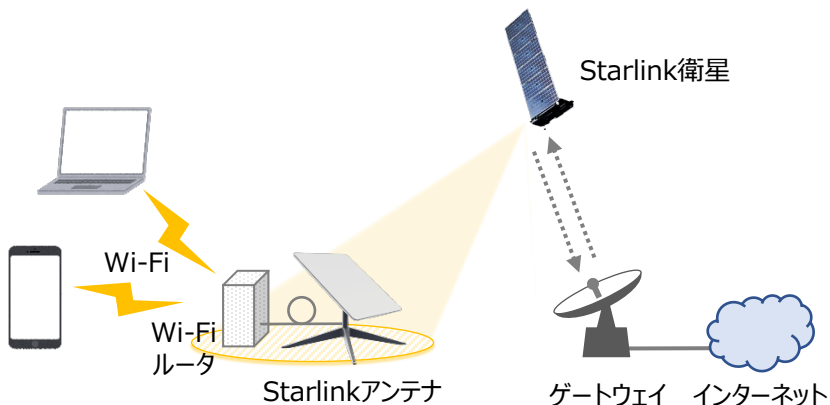 Starlink衛星
Wi-Fi
Wi-Fi
ルータ
Starlinkアンテナ
ゲートウェイ
インターネット